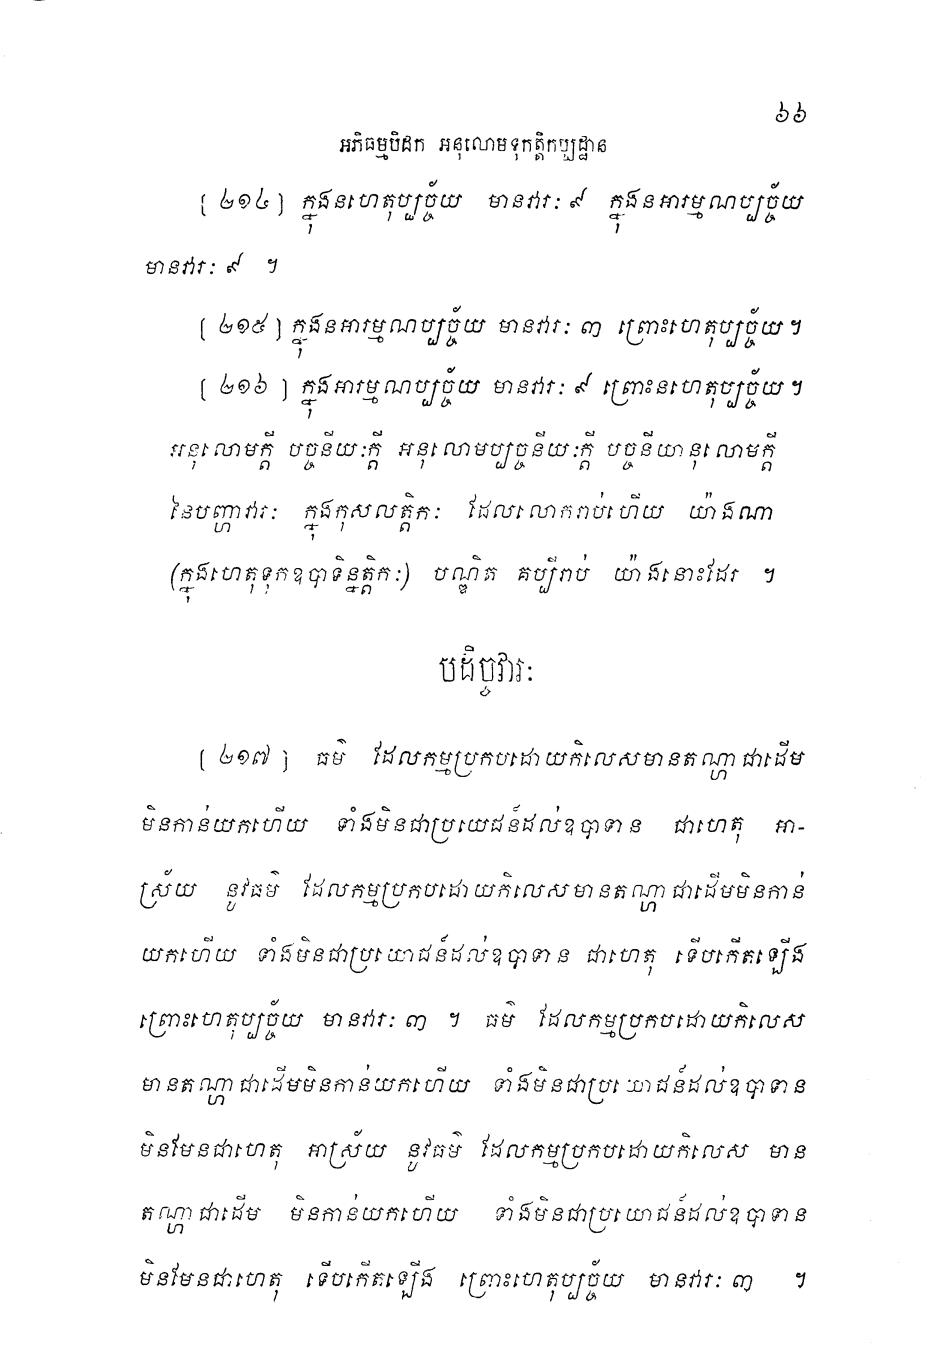 ៦៦
អភិធម្មបិដក អនុលោមទុកត្តិកប្បដ្ឋាន
[ ២១៤ ] ក្នុងនហេតុប្បច្ច័យ មានវារៈ ៩ ក្នុងនអារម្មណប្បច្ច័យ
មានវារៈ ៩ ។
[ ២១៥ ] ក្នុងនអារម្មណប្បច្ច័យ មានវារៈ ៣ ព្រោះហេតុប្បច្ច័យ ។
[ ២១៦ ] ក្នុងអារម្មណប្បច្ច័យ មានវារៈ ៩ ព្រោះនហេតុប្បច្ច័យ ។
អនុលោមក្តី បច្ចនីយៈក្តី អនុលោមប្បច្ចនីយៈក្តី បច្ចនីយានុលោមក្តី
នៃបញ្ហាវារៈ ក្នុងកុសលត្តិកៈ ដែលលោករាប់ហើយ យ៉ាងណា
(ក្នុងហេតុទុកឧបាទិន្នត្តិកៈ) បណ្ឌិត គប្បីរាប់ យ៉ាងនោះដែរ ។
បដិច្ចវារៈ
[ ២១៧ ] ធម៌ ដែលកម្មប្រកបដោយកិលេសមានតណ្ហាជាដើម
មិនកាន់យកហើយ ទាំងមិនជាប្រយេជន៍ដល់ឧបាទាន ជាហេតុ អា-
ស្រ័យ នូវធម៌ ដែលកម្មប្រកបដោយកិលេសមានតណ្ហាជាដើមមិនកាន់
យកហើយ ទាំងមិនជាប្រយោជន៍ដល់ឧបាទាន ជាហេតុ ទើបកើតឡើង
ព្រោះហេតុប្បច្ច័យ មានវារៈ ៣ ។ ធម៌ ដែលកម្មប្រកបដោយកិលេស
មានតណ្ហាជាដើមមិនកាន់យកហើយ ទាំងមិនជាប្រយោជន៍ដល់ឧបាទាន
មិនមែនជាហេតុ អាស្រ័យ នូវធម៌ ដែលកម្មប្រកបដោយកិលេស មាន
តណ្ហាជាដើម មិនកាន់យកហើយ ទាំងមិនជាប្រយោជន៍ដល់ឧបាទាន
មិនមែនជាហេតុ ទើបកើតឡើង ព្រោះហេតុប្បច្ច័យ មានវារៈ ៣ ។